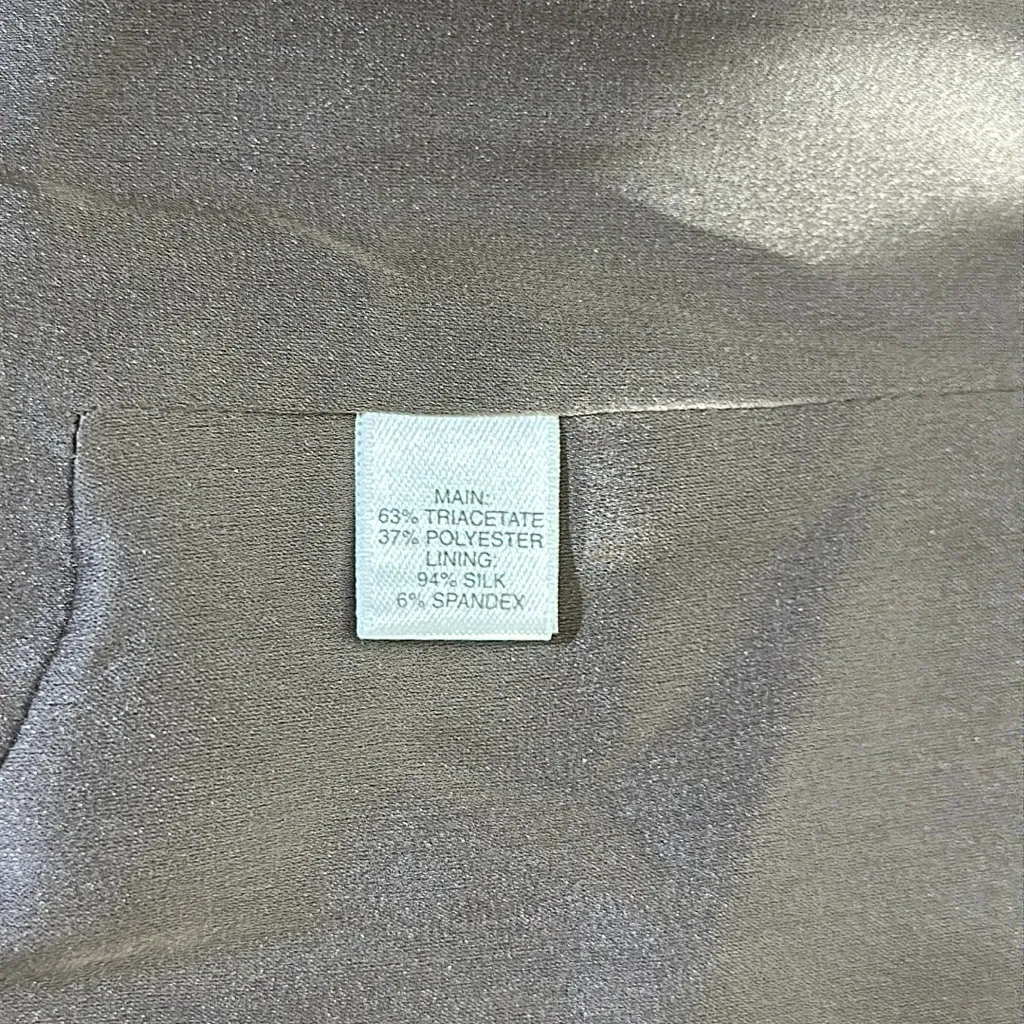 MAIN:
63% TRIACETATE
37% POLYESTER
LINING:
94% SILK
6% SPANDEX